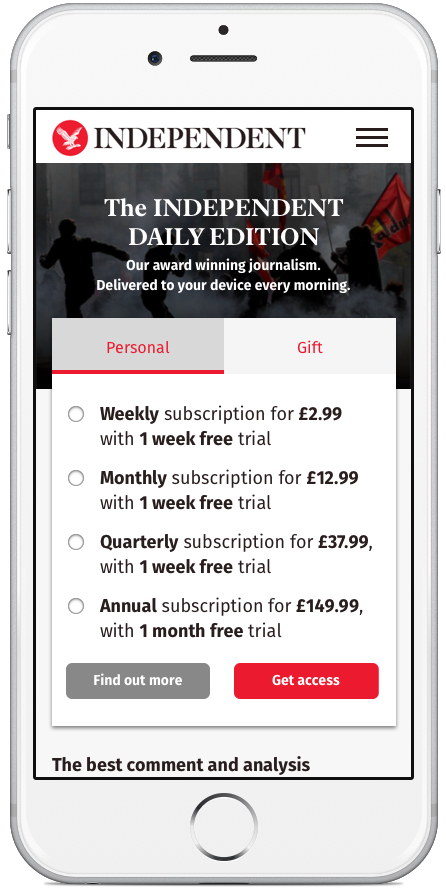 INDEPENDENT
The INDEPENDENT
DAILY EDITION
Our award winning journalism.
Delivered to your device every morning.
Personal
Gift
Weekly subscription for £2.99
with 1 week free trial
Monthly subscription for £12.99
with 1 week free trial
Quarterly subscription for £37.99,
with 1 week free trial
Annual subscription for £149.99,
with 1 month free trial
Find out more
Get access
The best comment and analysis